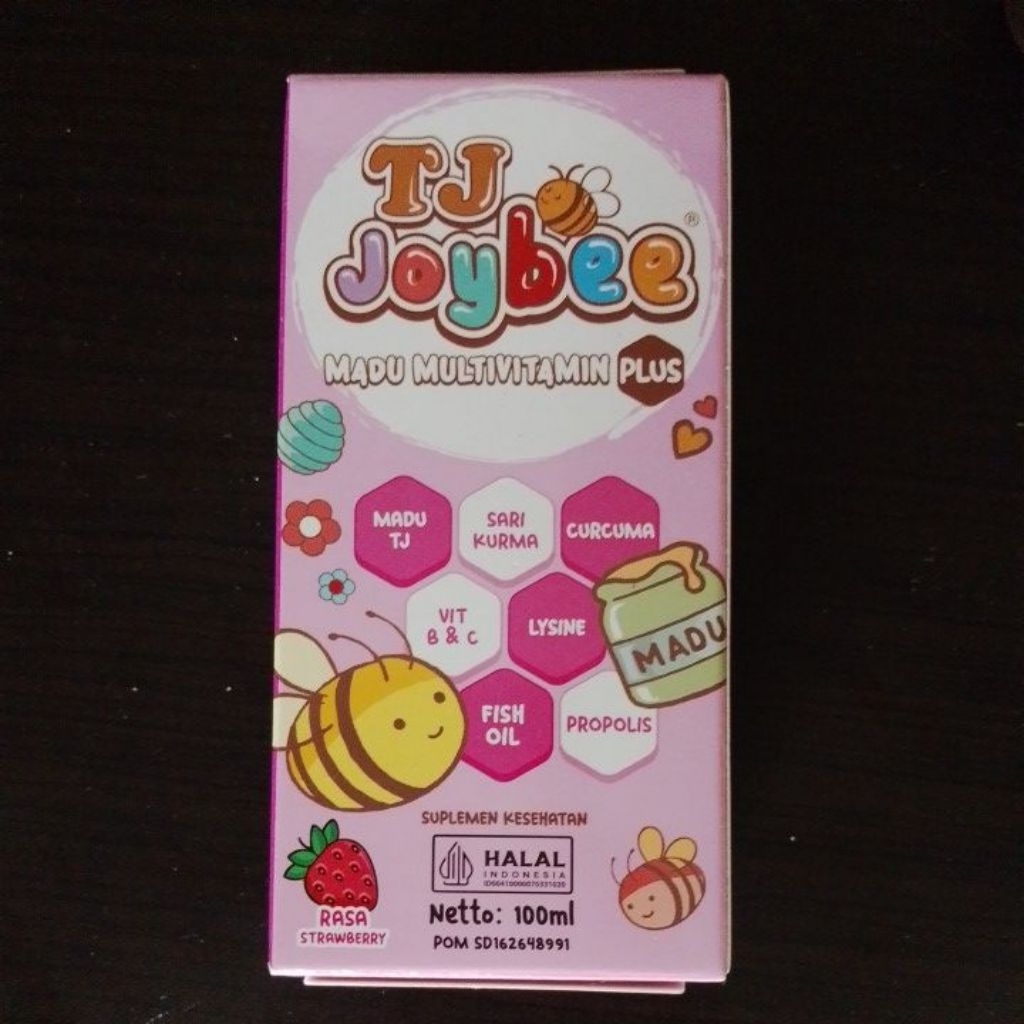 TJ
Joybee®
MADU MULTIVITAMIN PLUS
MADU
TJ
SARI
KURMA
CURCUMA
VIT
B & C
LYSINE
MADU
FISH
OIL
PROPOLIS
SUPLEMEN KESEHATAN
HALAL
INDONESIA
Netto: 100ml
POM SD162648991
RASA
STRAWBERRY